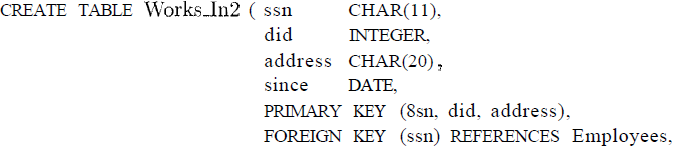 CREATE TABLE Works_In2 ( ssn CHAR(11),
did INTEGER,
address CHAR(20),
since DATE,
PRIMARY KEY (8sn, did, address),
FOREIGN KEY (ssn) REFERENCES Employees,